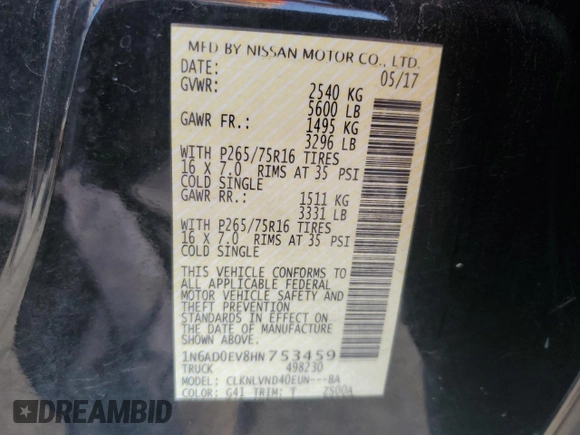 MFD BY NISSAN MOTOR CO., LTD.
DATE: 05/17
GVWR: 2540 KG
5600 LB
GAWR FR.: 1495 KG
3296 LB
WITH P265/75R16 TIRES
16 X 7.0 RIMS AT 35 PSI
COLD SINGLE
GAWR RR.: 1511 KG
3331 LB
WITH P265/75R16 TIRES
16 X 7.0 RIMS AT 35 PSI
COLD SINGLE
THIS VEHICLE CONFORMS TO
ALL APPLICABLE FEDERAL
MOTOR VEHICLE SAFETY AND
THEFT PREVENTION
STANDARDS IN EFFECT ON
THE DATE OF MANUFACTURE
SHOWN ABOVE.
1N6AD0EV8HN753459
TRUCK 498230
MODEL: CLKNLVND40EUN---BA
COLOR: G41 TRIM: T 2500A
DREAMBID